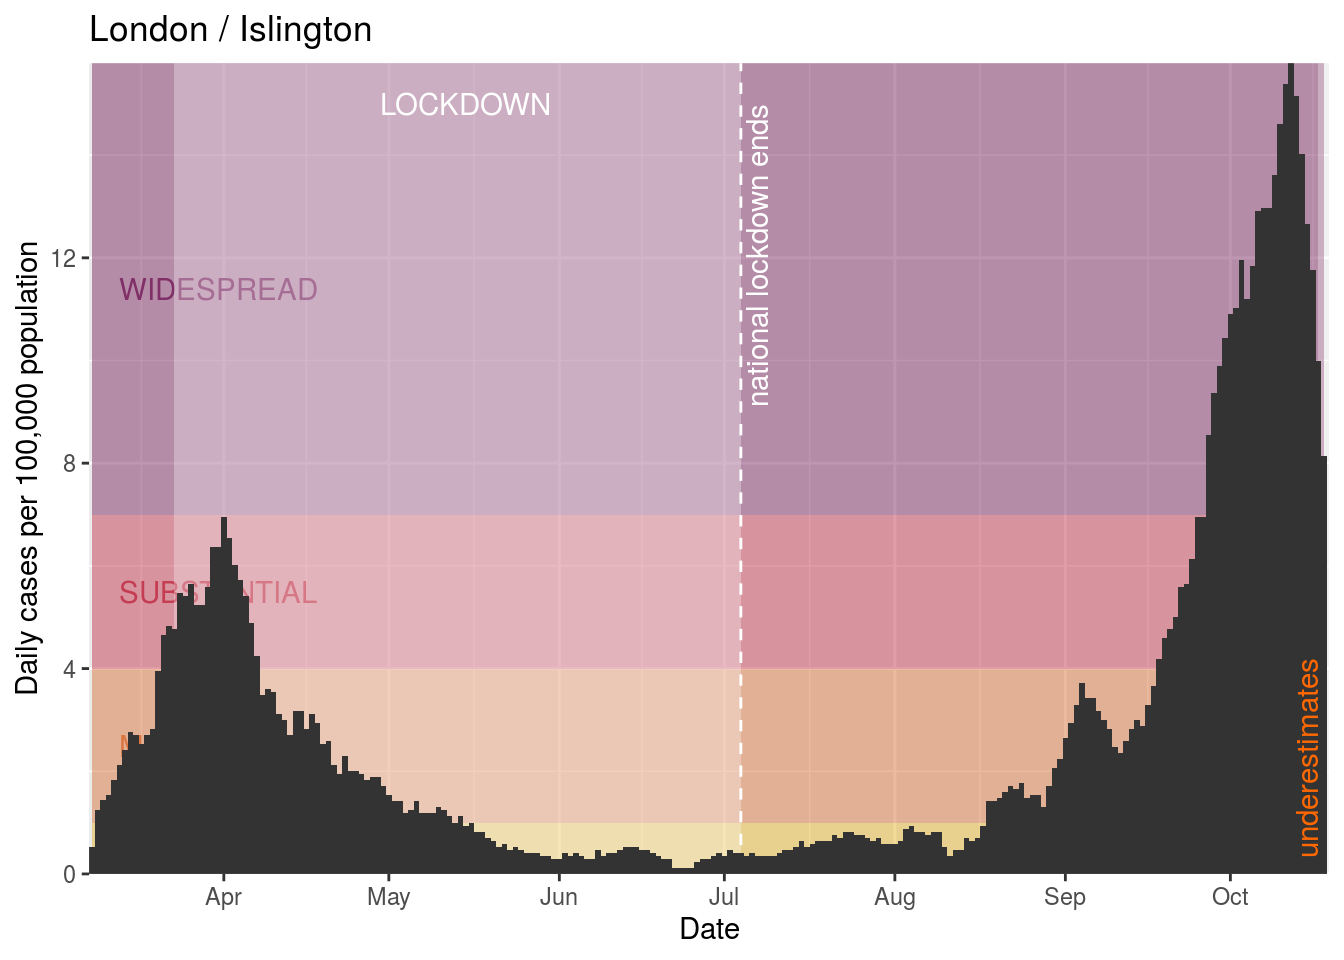 London / Islington
LOCKDOWN
national lockdown ends
WIDESPREAD
SUBSTANTIAL
underestimates
Daily cases per 100,000 population
12
8
4
0
Apr
May
Jun
Jul
Aug
Sep
Oct
Date